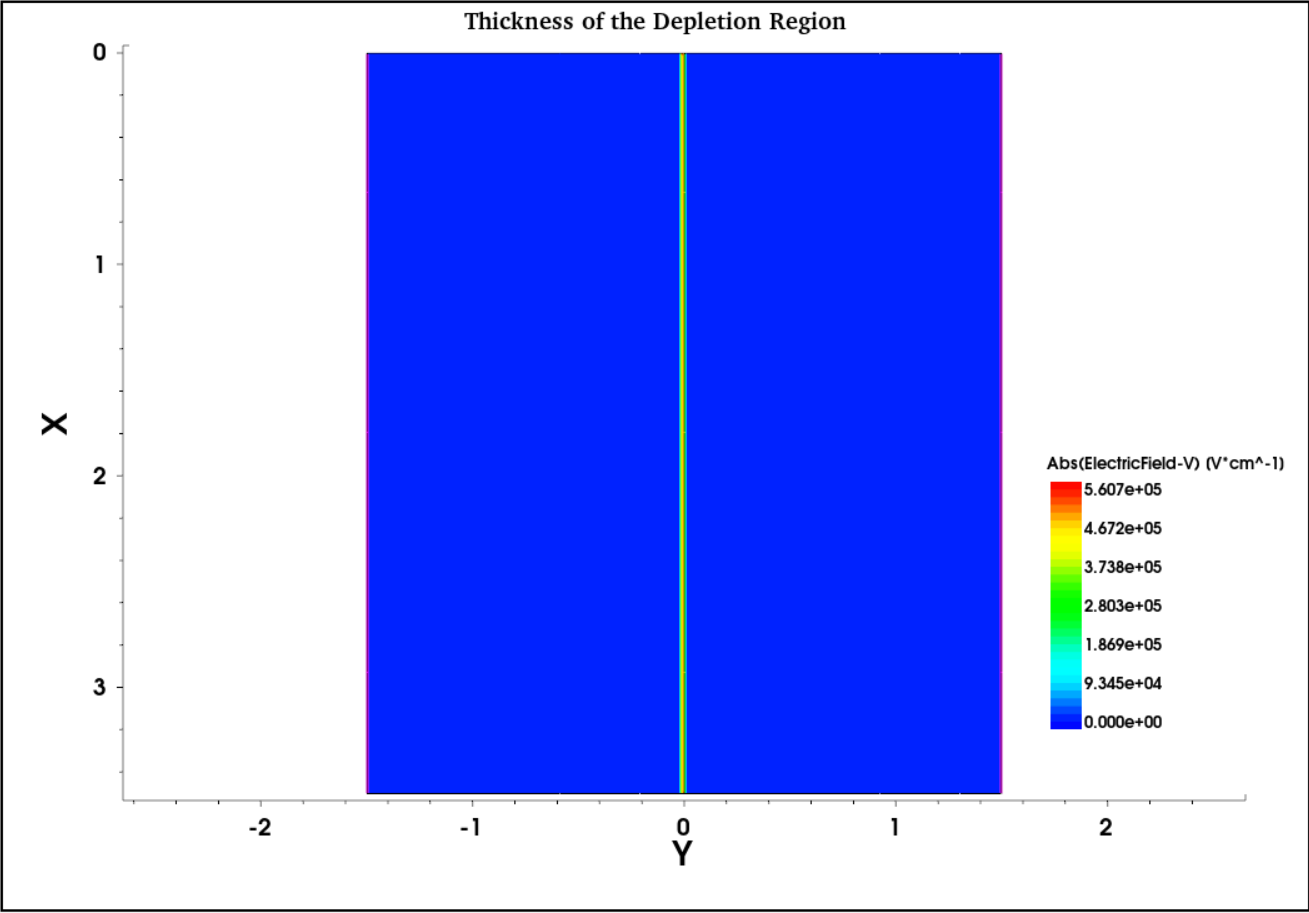 Thickness of the Depletion Region
0
1
2
3
X
-2
-1
0
1
2
Y
Abs(ElectricField-V) (V*cm^-1)
5.607e+05
4.672e+05
3.738e+05
2.803e+05
1.869e+05
9.345e+04
0.000e+00